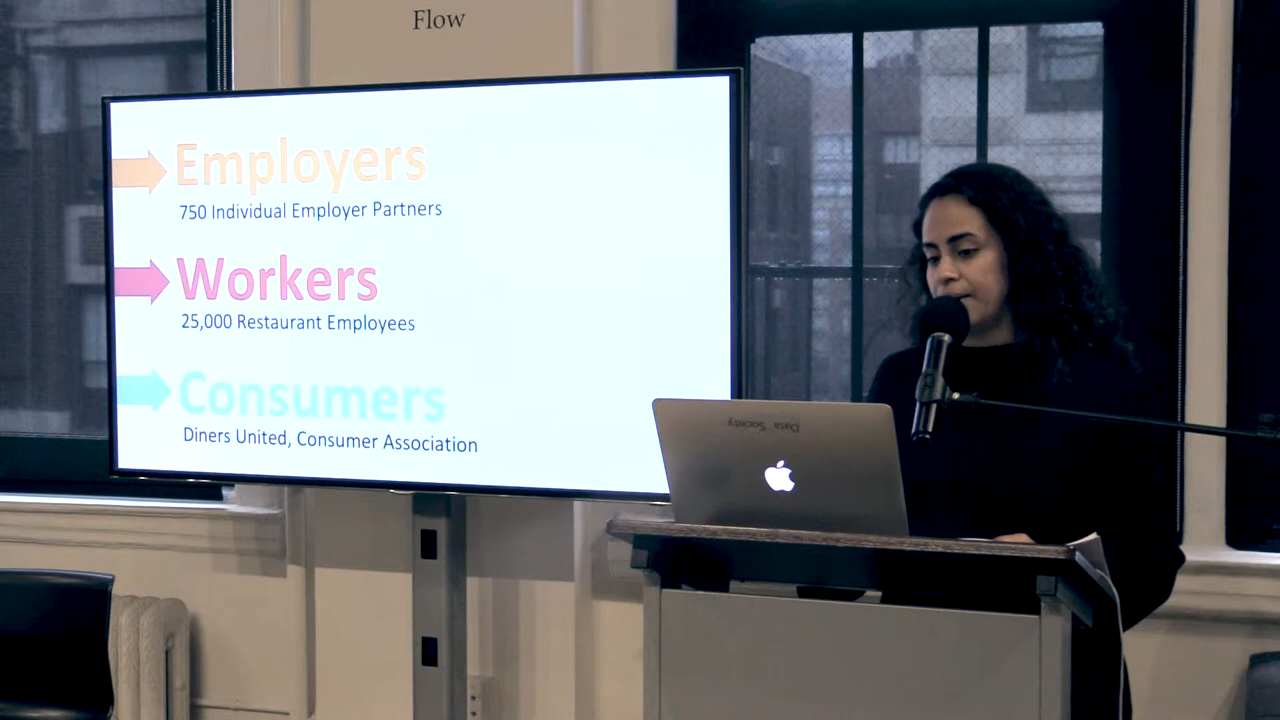 Flow
Employers
750 Individual Employer Partners
Workers
25,000 Restaurant Employees
Consumers
Diners United, Consumer Association
Data Society